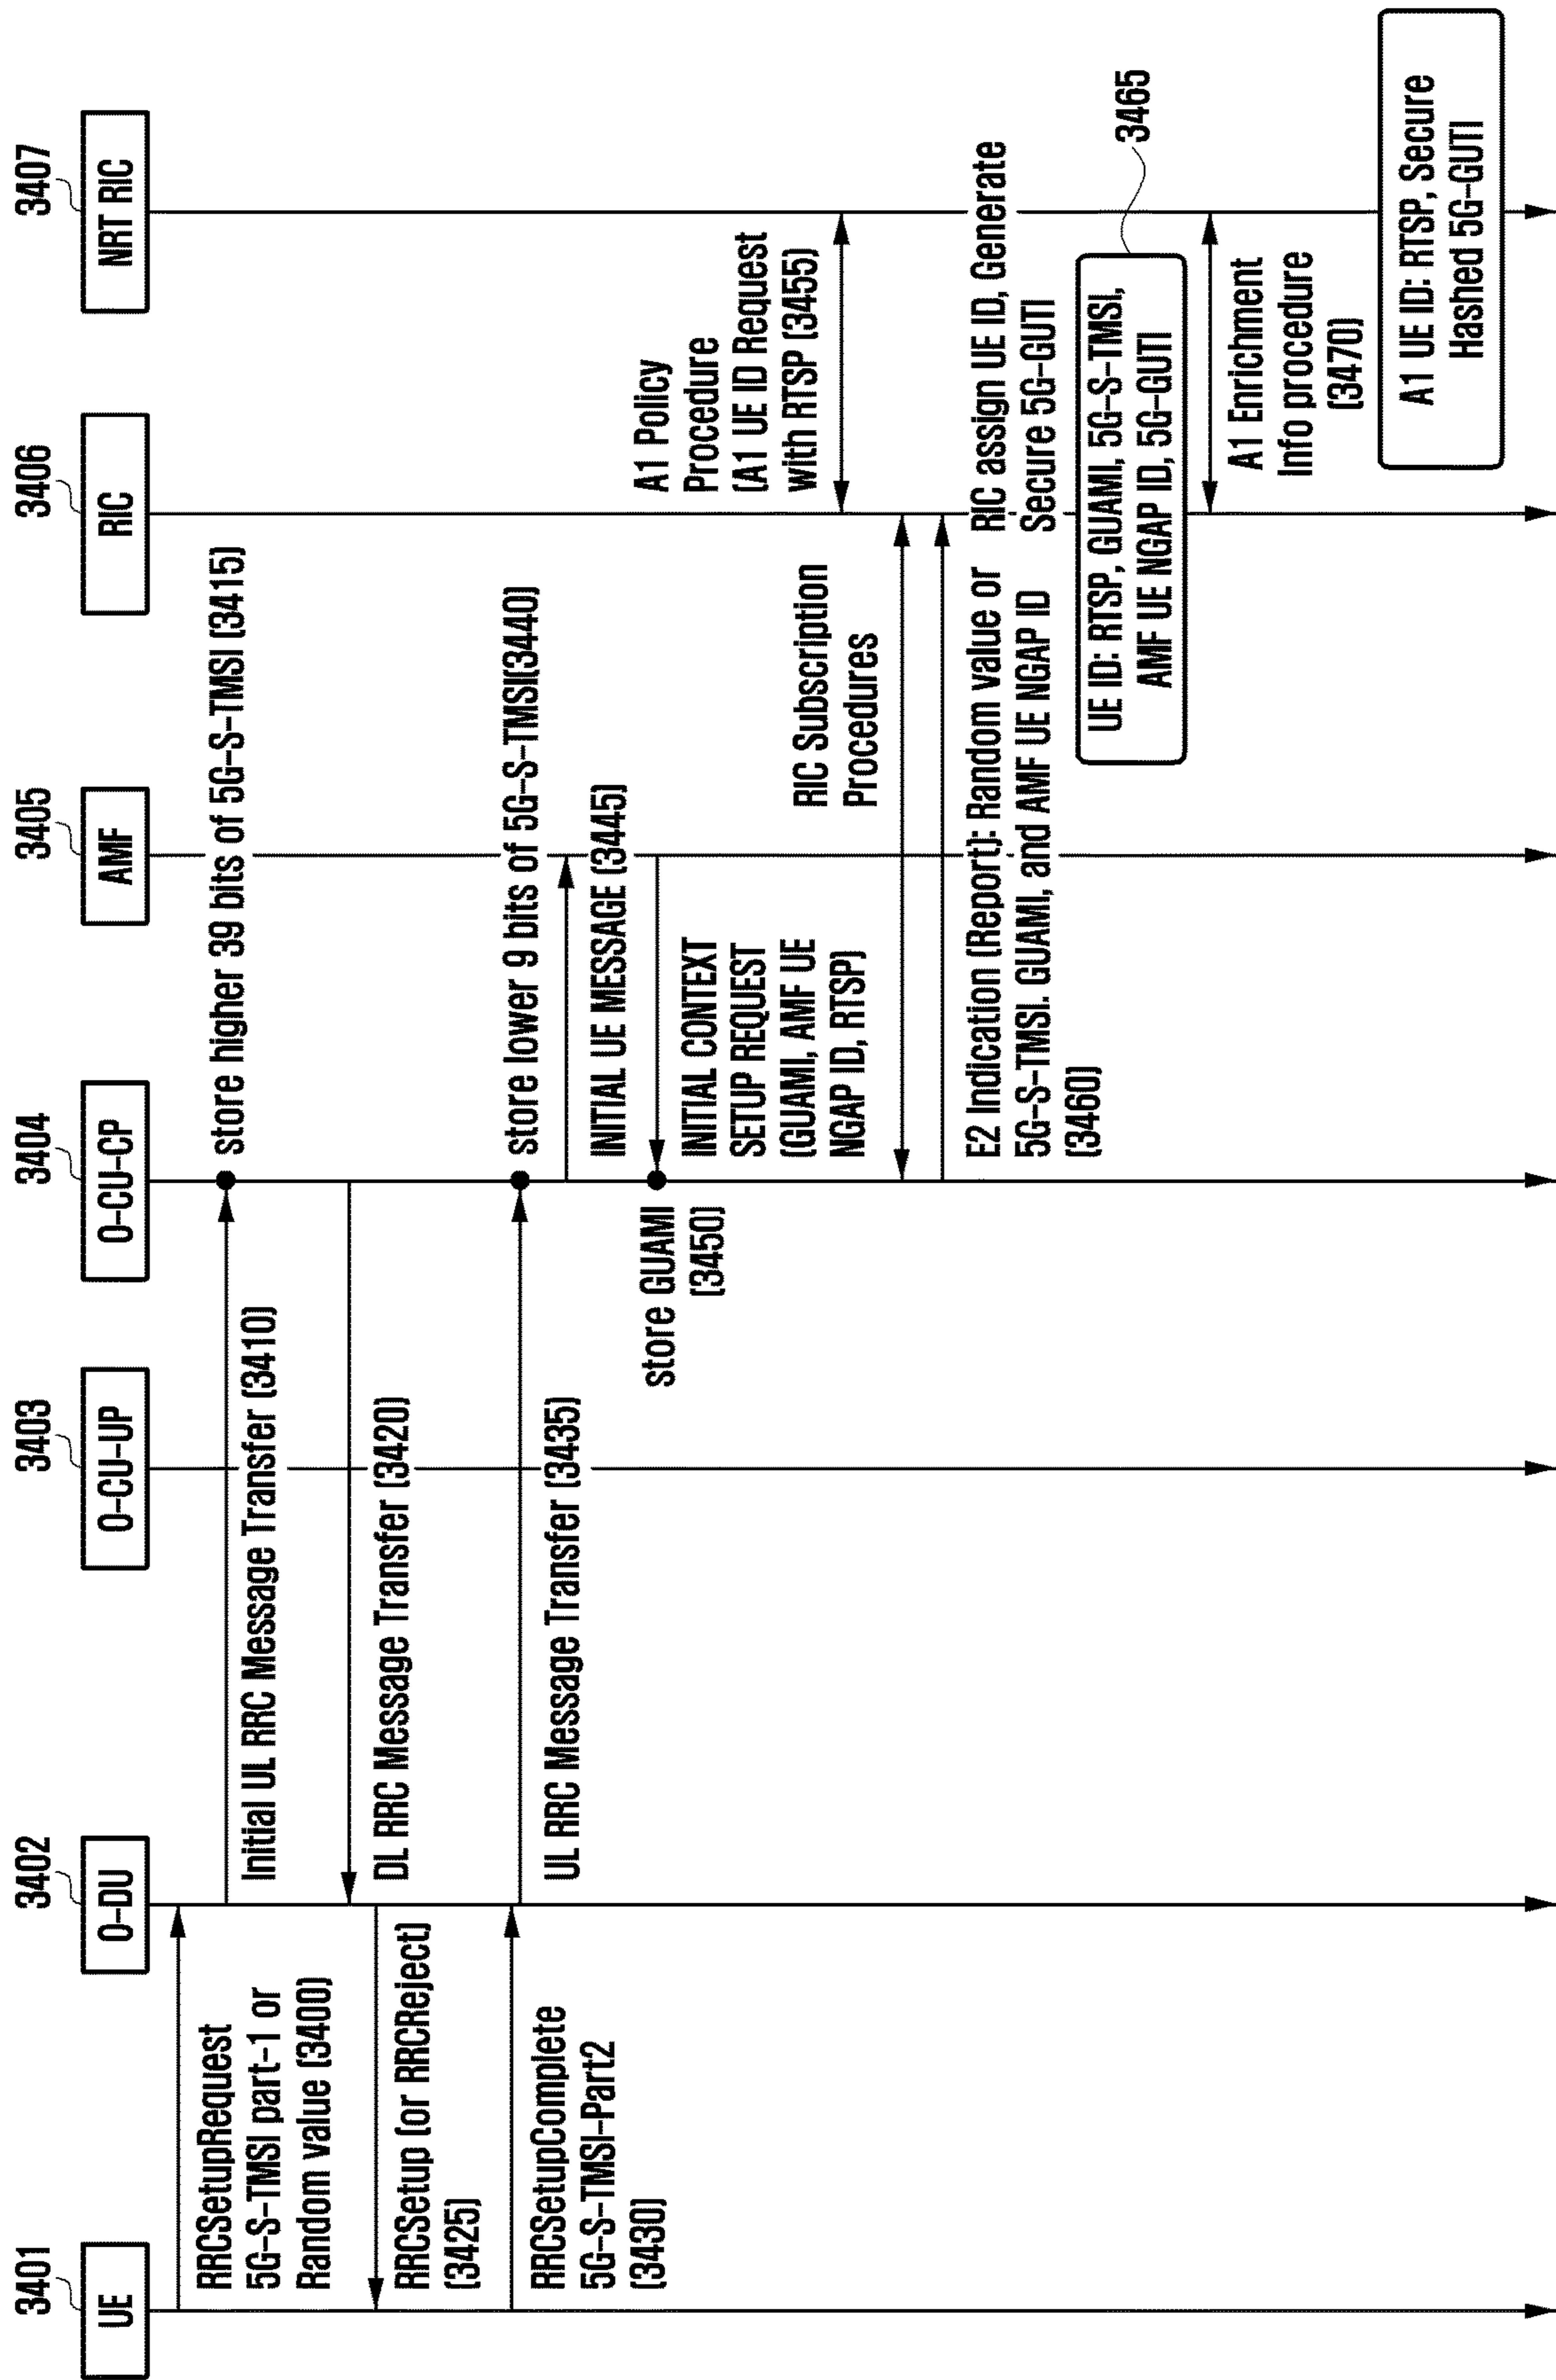 3401
UE
3402
O-DU
3403
O-CU-UP
3404
O-CU-CP
3405
AMF
3406
RIC
3407
NRT RIC
RRCSetupRequest
5G-S-TMSI part-1 or
Random value (3400)
Initial UL RRC Message Transfer (3410)
store higher 39 bits of 5G-S-TMSI (3415)
DL RRC Message Transfer (3420)
RRCSetup (or RRCReject)
(3425)
RRCSetupComplete
5G-S-TMSI-Part2
(3430)
UL RRC Message Transfer (3435)
store lower 9 bits of 5G-S-TMSI(3440)
INITIAL UE MESSAGE (3445)
INITIAL CONTEXT
SETUP REQUEST
(GUAMI, AMF UE
NGAP ID, RTSP)
store GUAMI
(3450)
A1 Policy
Procedure
(A1 UE ID Request
with RTSP (3455)
RIC Subscription
Procedures
E2 Indication (Report): Random value or
5G-S-TMSI. GUAMI, and AMF UE NGAP ID
(3460)
RIC assign UE ID, Generate
Secure 5G-GUTI
UE ID: RTSP, GUAMI, 5G-S-TMSI,
AMF UE NGAP ID, 5G-GUTI
3465
A1 Enrichment
Info procedure
(3470)
A1 UE ID: RTSP, Secure
Hashed 5G-GUTI